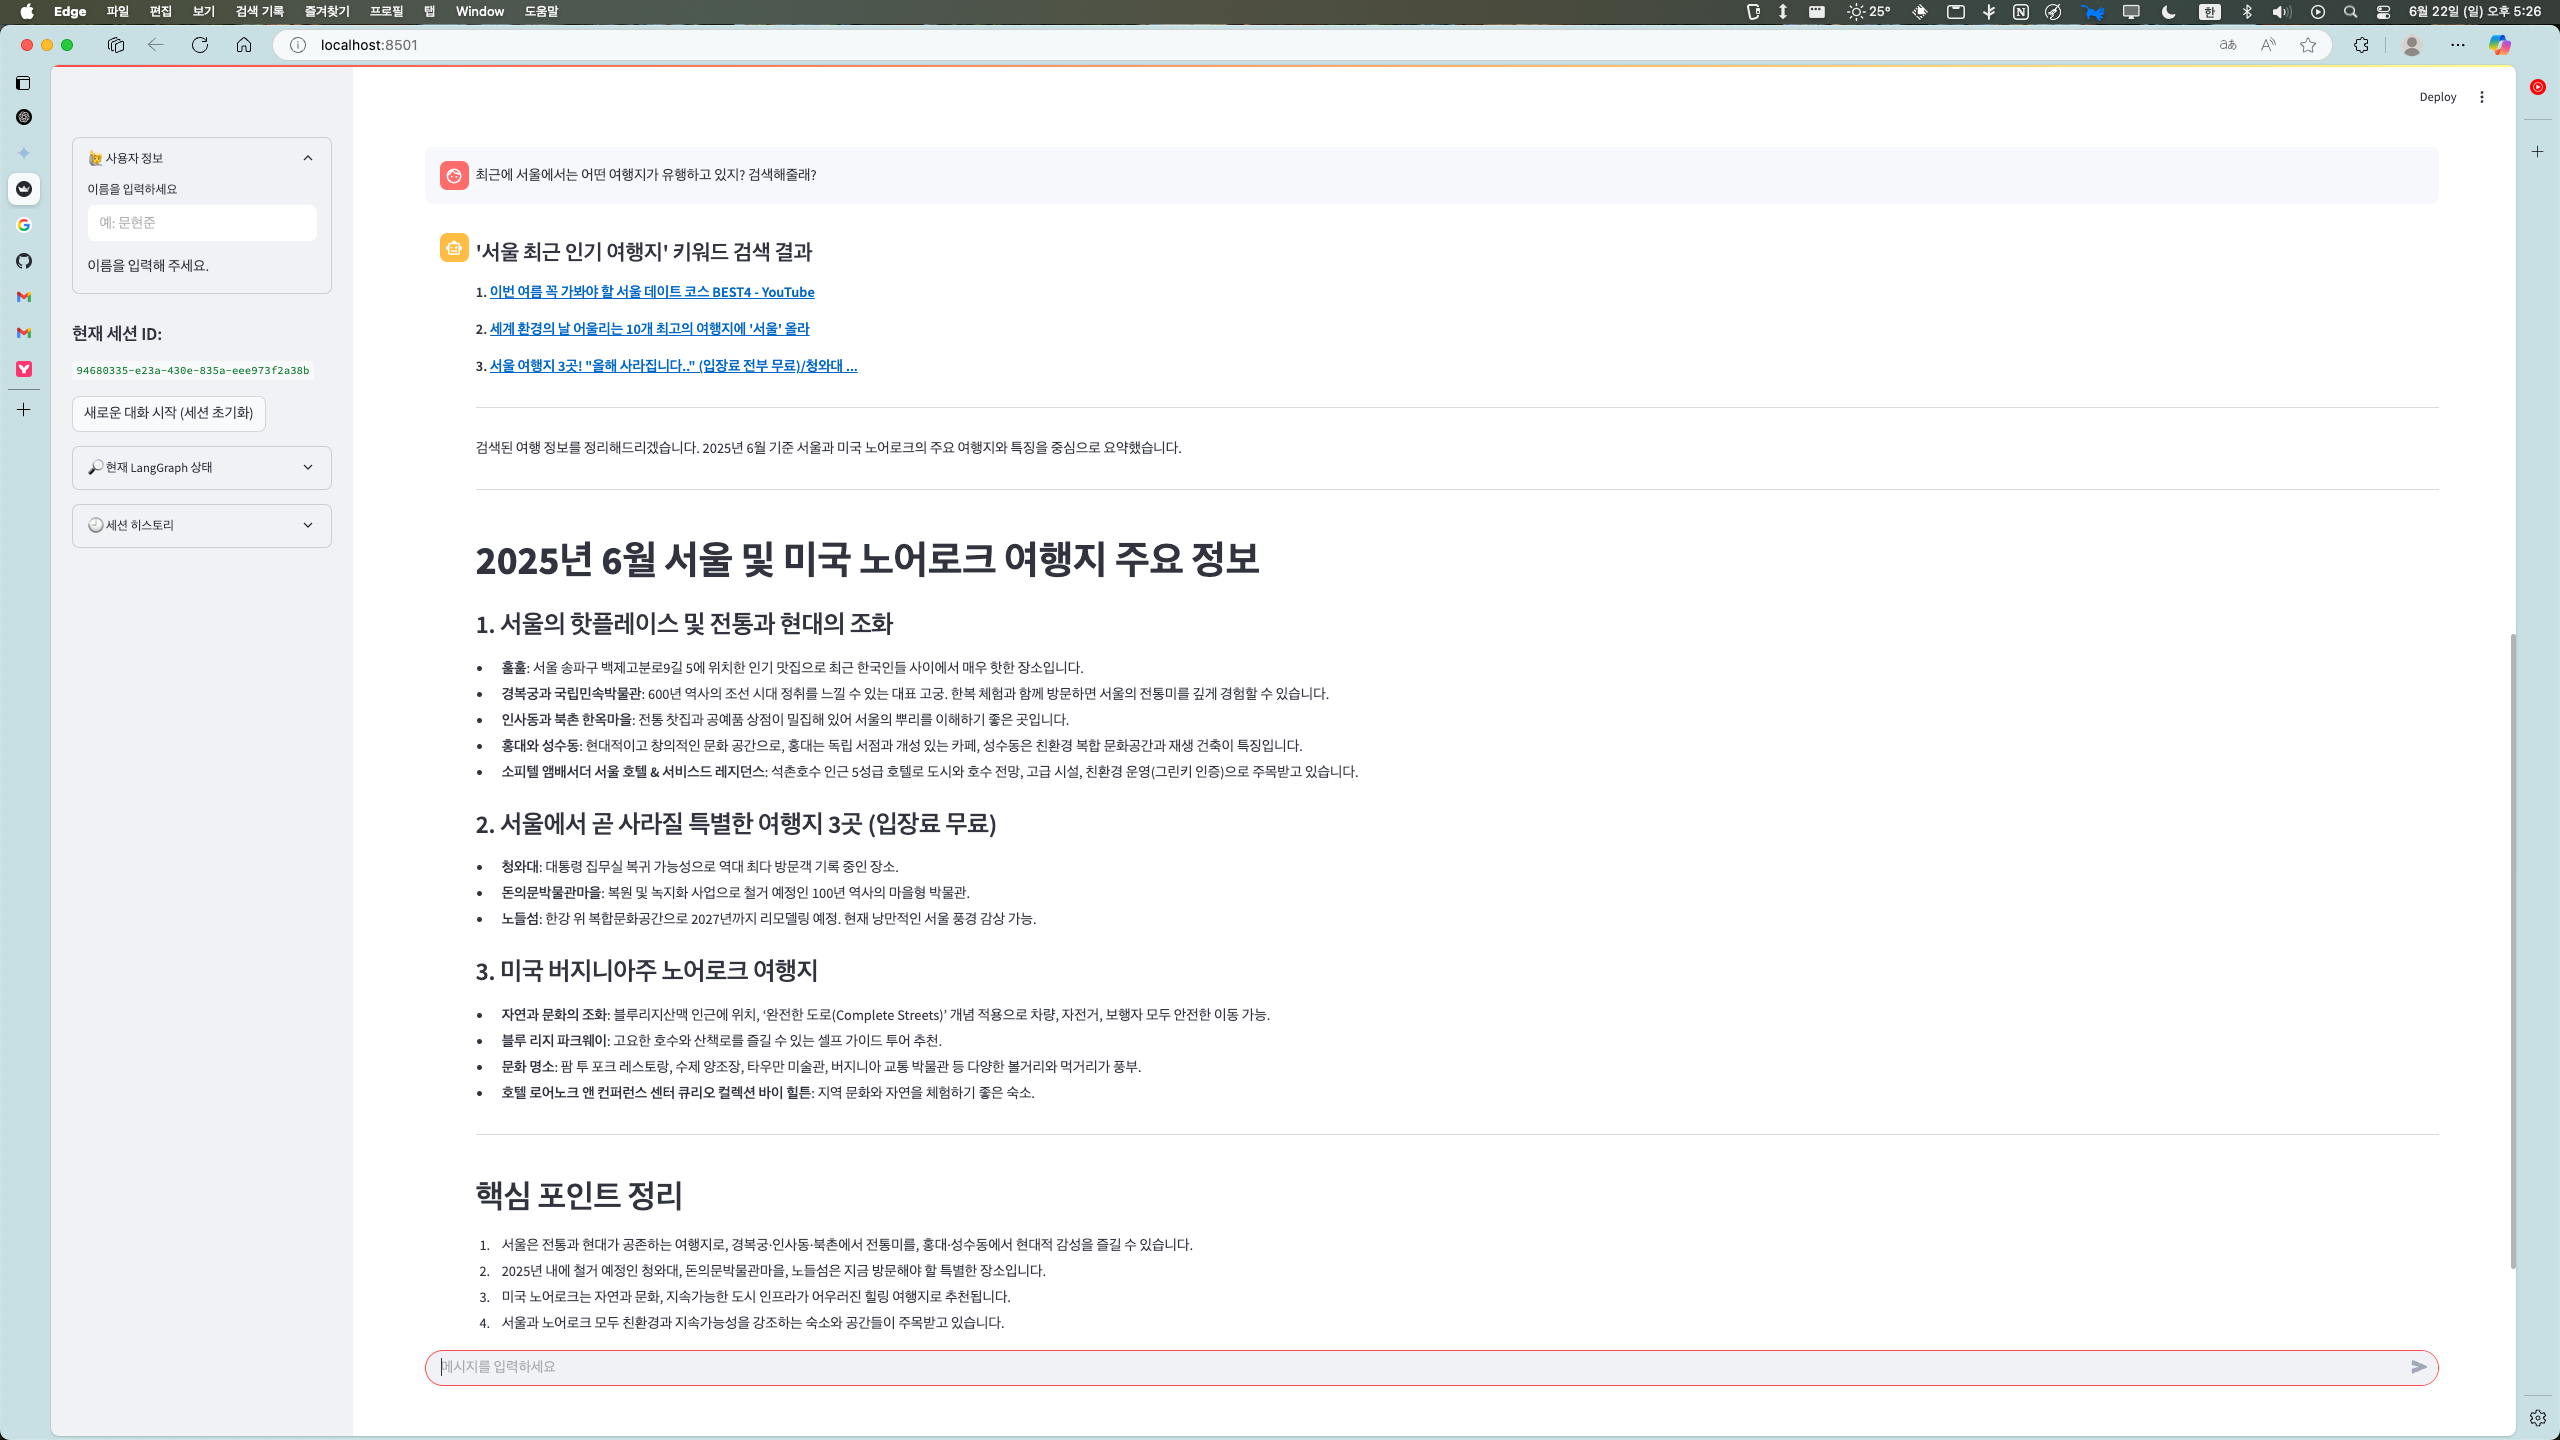 Edge 파일 편집 보기 검색 기록 즐겨찾기 프로필 탭 Window 도움말 25° 한 6월 22일 (일) 오후 5:26
localhost:8501
Deploy
🙋 사용자 정보
이름을 입력하세요
예: 문현준
이름을 입력해 주세요.
현재 세션 ID:
94680335-e23a-430e-835a-eee973f2a38b
새로운 대화 시작 (세션 초기화)
🔎 현재 LangGraph 상태
🕘 세션 히스토리
최근에 서울에서는 어떤 여행지가 유행하고 있지? 검색해줄래?
'서울 최근 인기 여행지' 키워드 검색 결과
1. 이번 여름 꼭 가봐야 할 서울 데이트 코스 BEST4 - YouTube
2. 세계 환경의 날 어울리는 10개 최고의 여행지에 '서울' 올라
3. 서울 여행지 3곳! "올해 사라집니다.." (입장료 전부 무료)/청와대 ...
검색된 여행 정보를 정리해드리겠습니다. 2025년 6월 기준 서울과 미국 노어로크의 주요 여행지와 특징을 중심으로 요약했습니다.
2025년 6월 서울 및 미국 노어로크 여행지 주요 정보
1. 서울의 핫플레이스 및 전통과 현대의 조화
• 훌훌: 서울 송파구 백제고분로9길 5에 위치한 인기 맛집으로 최근 한국인들 사이에서 매우 핫한 장소입니다.
• 경복궁과 국립민속박물관: 600년 역사의 조선 시대 정취를 느낄 수 있는 대표 고궁. 한복 체험과 함께 방문하면 서울의 전통미를 깊게 경험할 수 있습니다.
• 인사동과 북촌 한옥마을: 전통 찻집과 공예품 상점이 밀집해 있어 서울의 뿌리를 이해하기 좋은 곳입니다.
• 홍대와 성수동: 현대적이고 창의적인 문화 공간으로, 홍대는 독립 서점과 개성 있는 카페, 성수동은 친환경 복합 문화공간과 재생 건축이 특징입니다.
• 소피텔 앰배서더 서울 호텔 & 서비스드 레지던스: 석촌호수 인근 5성급 호텔로 도시와 호수 전망, 고급 시설, 친환경 운영(그린키 인증)으로 주목받고 있습니다.
2. 서울에서 곧 사라질 특별한 여행지 3곳 (입장료 무료)
• 청와대: 대통령 집무실 복귀 가능성으로 역대 최다 방문객 기록 중인 장소.
• 돈의문박물관마을: 복원 및 녹지화 사업으로 철거 예정인 100년 역사의 마을형 박물관.
• 노들섬: 한강 위 복합문화공간으로 2027년까지 리모델링 예정. 현재 낭만적인 서울 풍경 감상 가능.
3. 미국 버지니아주 노어로크 여행지
• 자연과 문화의 조화: 블루리지산맥 인근에 위치, ‘완전한 도로(Complete Streets)’ 개념 적용으로 차량, 자전거, 보행자 모두 안전한 이동 가능.
• 블루 리지 파크웨이: 고요한 호수와 산책로를 즐길 수 있는 셀프 가이드 투어 추천.
• 문화 명소: 팜 투 포크 레스토랑, 수제 양조장, 타우만 미술관, 버지니아 교통 박물관 등 다양한 볼거리와 먹거리가 풍부.
• 호텔 로어노크 앤 컨퍼런스 센터 큐리오 컬렉션 바이 힐튼: 지역 문화와 자연을 체험하기 좋은 숙소.
핵심 포인트 정리
1. 서울은 전통과 현대가 공존하는 여행지로, 경복궁·인사동·북촌에서 전통미를, 홍대·성수동에서 현대적 감성을 즐길 수 있습니다.
2. 2025년 내에 철거 예정인 청와대, 돈의문박물관마을, 노들섬은 지금 방문해야 할 특별한 장소입니다.
3. 미국 노어로크는 자연과 문화, 지속가능한 도시 인프라가 어우러진 힐링 여행지로 추천됩니다.
4. 서울과 노어로크 모두 친환경과 지속가능성을 강조하는 숙소와 공간들이 주목받고 있습니다.
메시지를 입력하세요